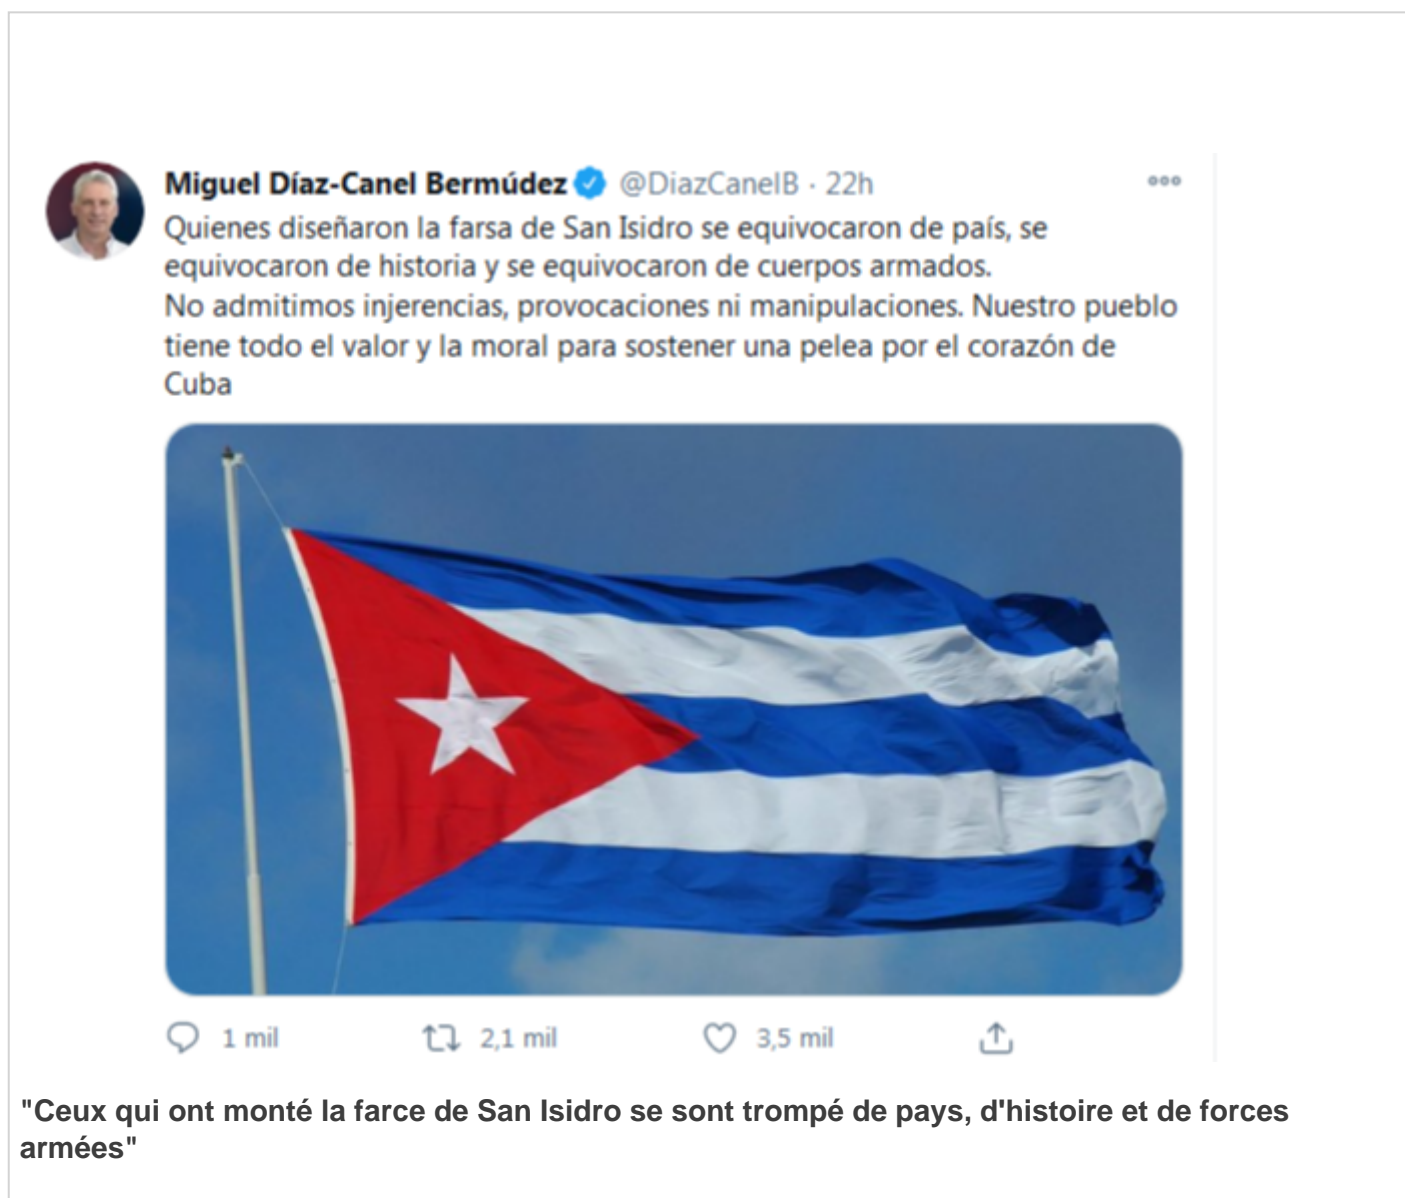 Miguel Díaz-Canel Bermúdez @DiazCanelB · 22h
Quienes diseñaron la farsa de San Isidro se equivocaron de país, se
equivocaron de historia y se equivocaron de cuerpos armados.
No admitimos injerencias, provocaciones ni manipulaciones. Nuestro pueblo
tiene todo el valor y la moral para sostener una pelea por el corazón de
Cuba
1 mil 2,1 mil 3,5 mil
"Ceux qui ont monté la farce de San Isidro se sont trompé de pays, d'histoire et de forces
armées"